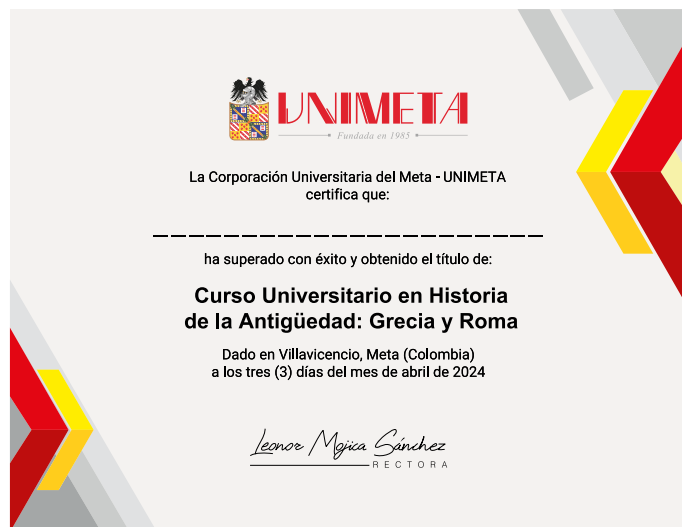 UNIMETA
Fundada en 1985
La Corporación Universitaria del Meta - UNIMETA
certifica que:
ha superado con éxito y obtenido el título de:
Curso Universitario en Historia
de la Antigüedad: Grecia y Roma
Dado en Villavicencio, Meta (Colombia)
a los tres (3) días del mes de abril de 2024
Leonor Mojica Sánchez
RECTORA